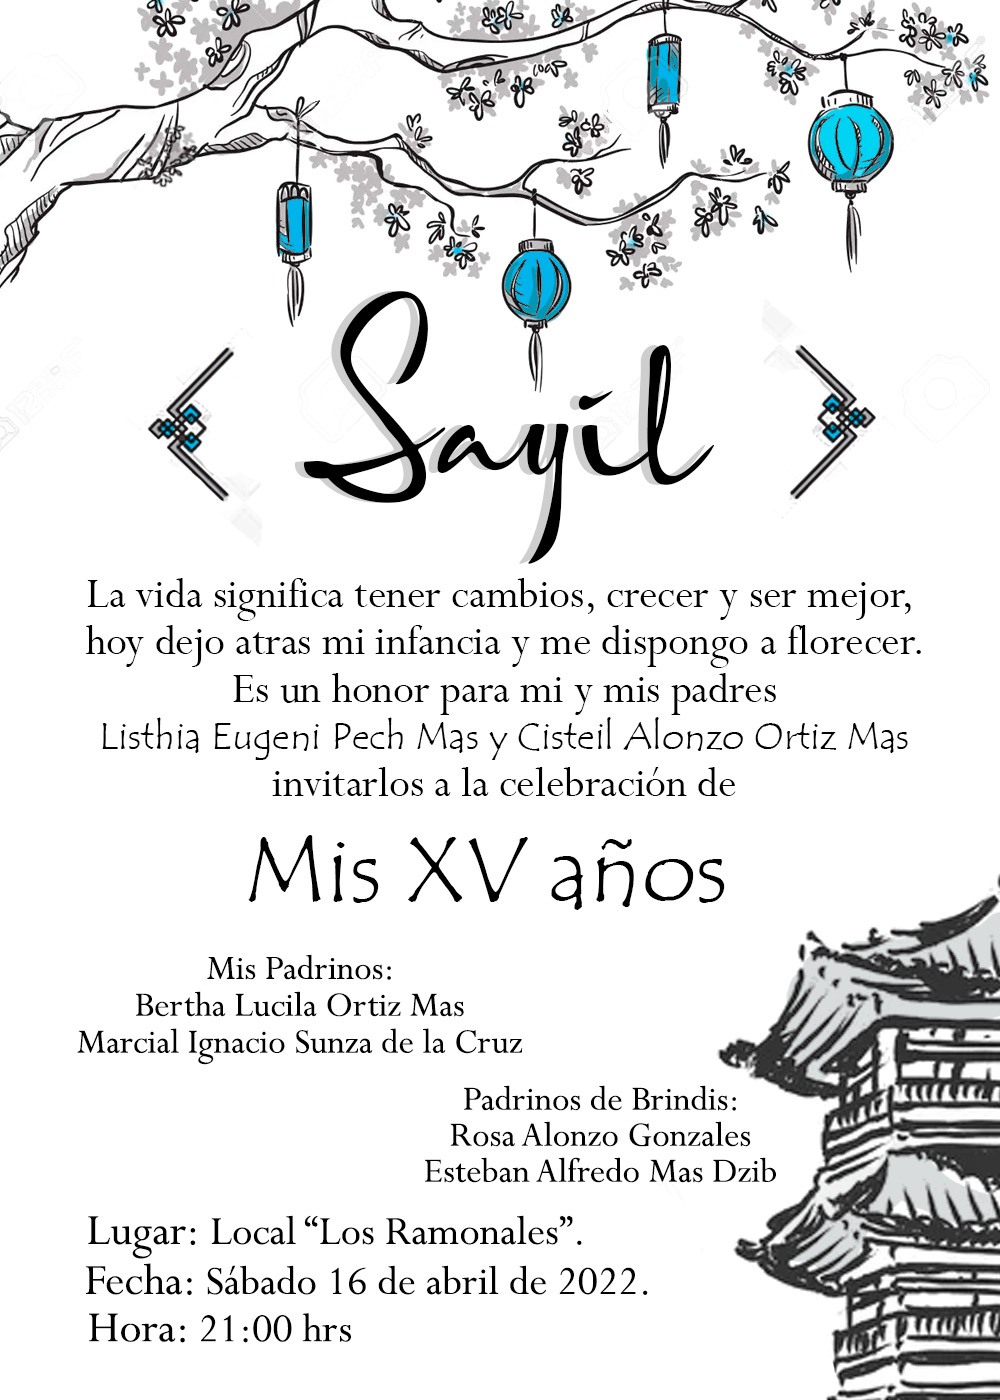 Sayil
La vida significa tener cambios, crecer y ser mejor,
hoy dejo atras mi infancia y me dispongo a florecer.
Es un honor para mi y mis padres
Listhia Eugeni Pech Mas y Cisteil Alonzo Ortiz Mas
invitarlos a la celebración de
Mis XV años
Mis Padrinos:
Bertha Lucila Ortiz Mas
Marcial Ignacio Sunza de la Cruz
Padrinos de Brindis:
Rosa Alonzo Gonzales
Esteban Alfredo Mas Dzib
Lugar: Local “Los Ramonales”.
Fecha: Sábado 16 de abril de 2022.
Hora: 21:00 hrs